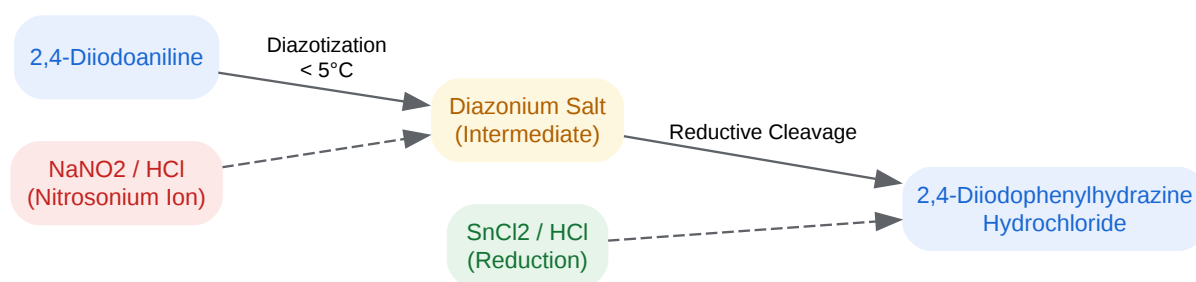 2,4-Diiodoaniline
Diazotization
< 5°C
NaNO2 / HCl
(Nitrosonium Ion)
Diazonium Salt
(Intermediate)
Reductive Cleavage
SnCl2 / HCl
(Reduction)
2,4-Diiodophenylhydrazine
Hydrochloride